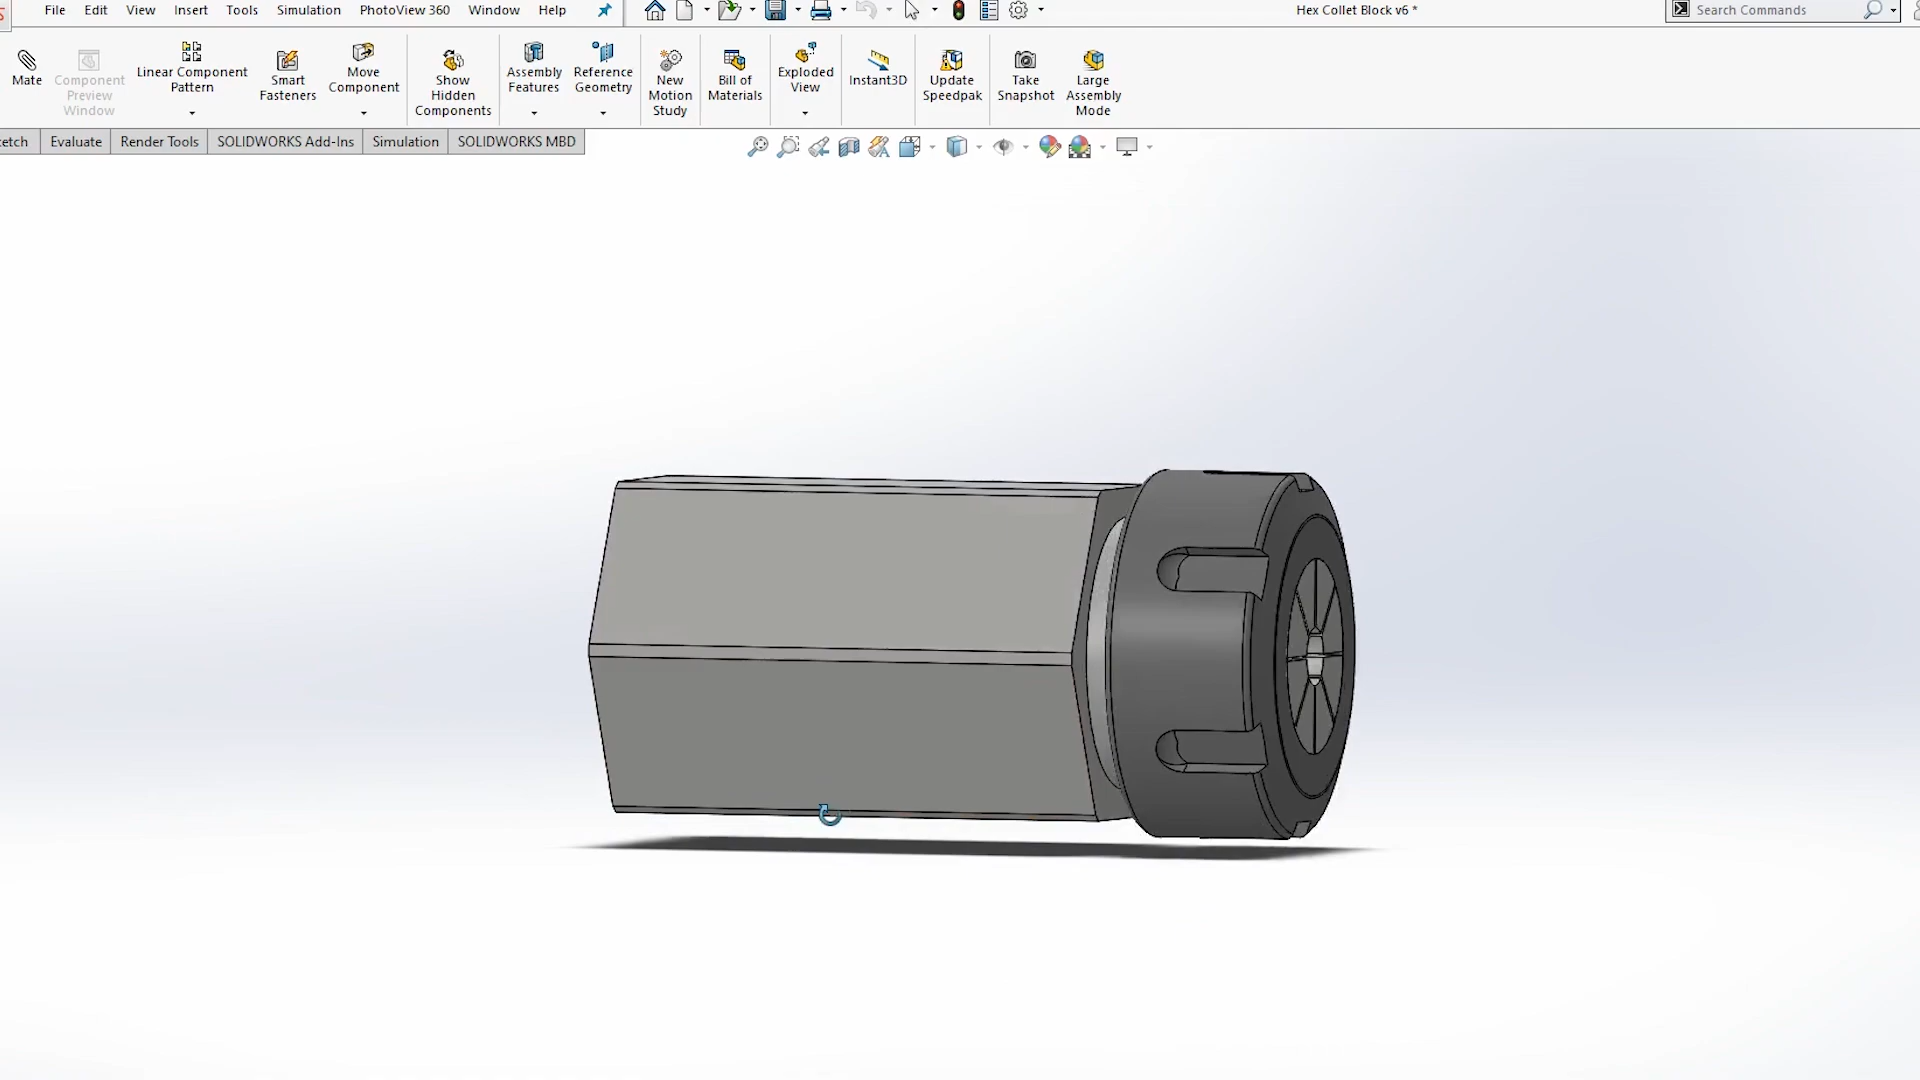 File Edit View Insert Tools Simulation PhotoView 360 Window Help
Hex Collet Block v6 *
Search Commands
Mate
Component
Preview
Window
Linear Component
Pattern
Smart
Fasteners
Move
Component
Show
Hidden
Components
Assembly
Features
Reference
Geometry
New
Motion
Study
Bill of
Materials
Exploded
View
Instant3D
Update
Speedpak
Take
Snapshot
Large
Assembly
Mode
etch Evaluate Render Tools SOLIDWORKS Add-Ins Simulation SOLIDWORKS MBD